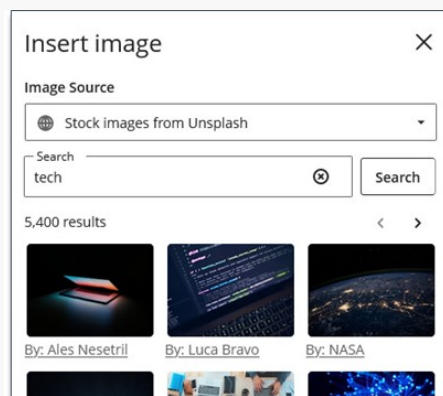 Insert image
Image Source
Stock images from Unsplash
Search
tech
Search
5,400 results
By: Ales Nesetril
By: Luca Bravo
By: NASA